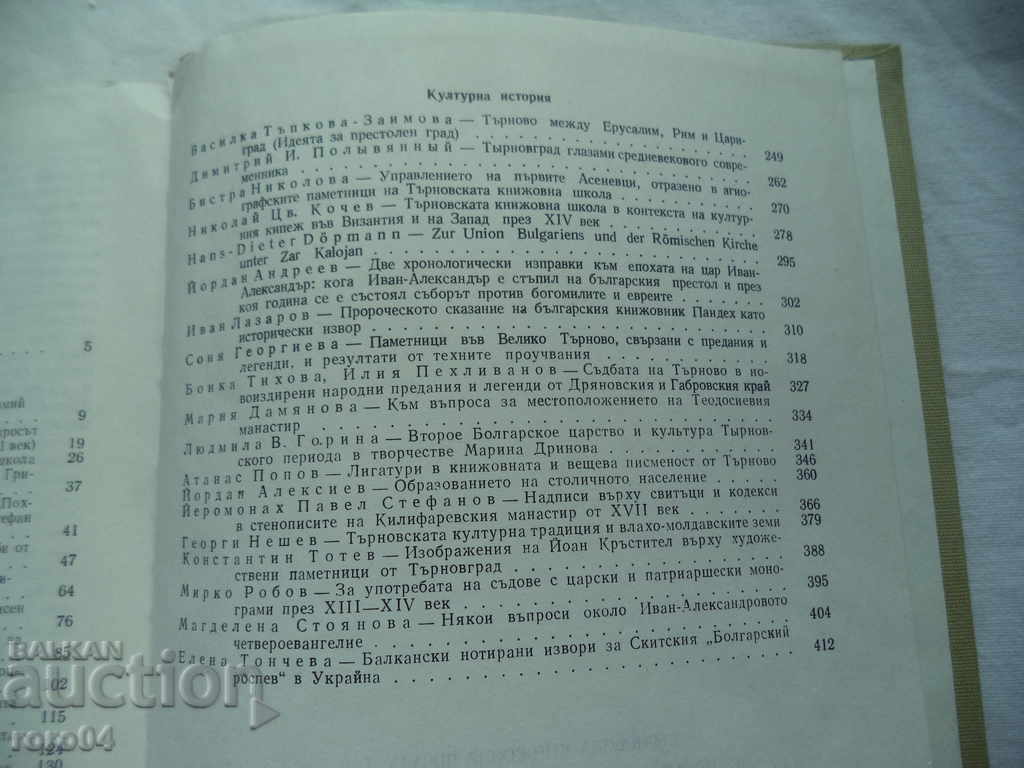 Културна история
Василка Тъпкова-Заимова — Търново между Ерусалим, Рим и Цари-
град (Идеята за престолен град) . . . . . . . . . . 249
Димитрий И. Полывянный — Тырновград глазами средневекового совре-
менника . . . . . . . . . . 262
Бистра Николова — Управлението на първите Асеневци, отразено в агио-
графските паметници на Търновската книжовна школа . . . . . 270
Николай Цв. Кочев — Търновската книжовна школа в контекста на култур-
ния кипеж във Византия и на Запад през XIV век . . . . . . 278
Hans-Dieter Döpmann — Zur Union Bulgariens und der Römischen Kirche
unter Zar Kalojan . . . . . . . . . . 295
Йордан Андреев — Две хронологически изправки към епохата на цар Иван-
Александър: кога Иван-Александър е стъпил на българския престол и през
коя година се е състоял съборът против богомилите и евреите . . . . 302
Иван Лазаров — Пророческото сказание на българския книжовник Пандех като
исторически извор . . . . . . . . . . 310
Соня Георгиева — Паметници във Велико Търново, свързани с предания и
легенди, и резултати от техните проучвания . . . . . . 318
Бонка Тихова, Илия Пехливанов — Съдбата на Търново в но-
воиздирени народни предания и легенди от Дряновския и Габровския край 327
Мария Дамянова — Към въпроса за местоположението на Теодосиевия
манастир . . . . . . . . . . 334
Людмила В. Горина — Второе Болгарское царство и культура Тырнов-
ского периода в творчестве Марина Дринова . . . . . . 341
Атанас Попов — Лигатури в книжовната и вещева писменост от Търново 346
Йордан Алексиев — Образованието на столичното население . . . . . 360
Йеромонах Павел Стефанов — Надписи върху свитъци и кодекси
в стенописите на Килифаревския манастир от XVII век . . . . 366
Георги Нешев — Търновската културна традиция и влахо-молдавските земи 379
Константин Тотев — Изображения на Йоан Кръстител върху художе-
ствени паметници от Търновград . . . . . . . . 388
Мирко Робов — За употребата на съдове с царски и патриаршески моно-
грами през XIII—XIV век . . . . . . . . . . 395
Магделена Стоянова — Някои въпроси около Иван-Александровото
четвероевангелие . . . . . . . . . . 404
Елена Тончева — Балкански нотирани извори за Скитския „Болгарский
роспев“ в Украйна . . . . . . . . . . 412
5
9
19
26
37
41
47
64
76
85
102
115
124
130
BALKAN
auction
roro04